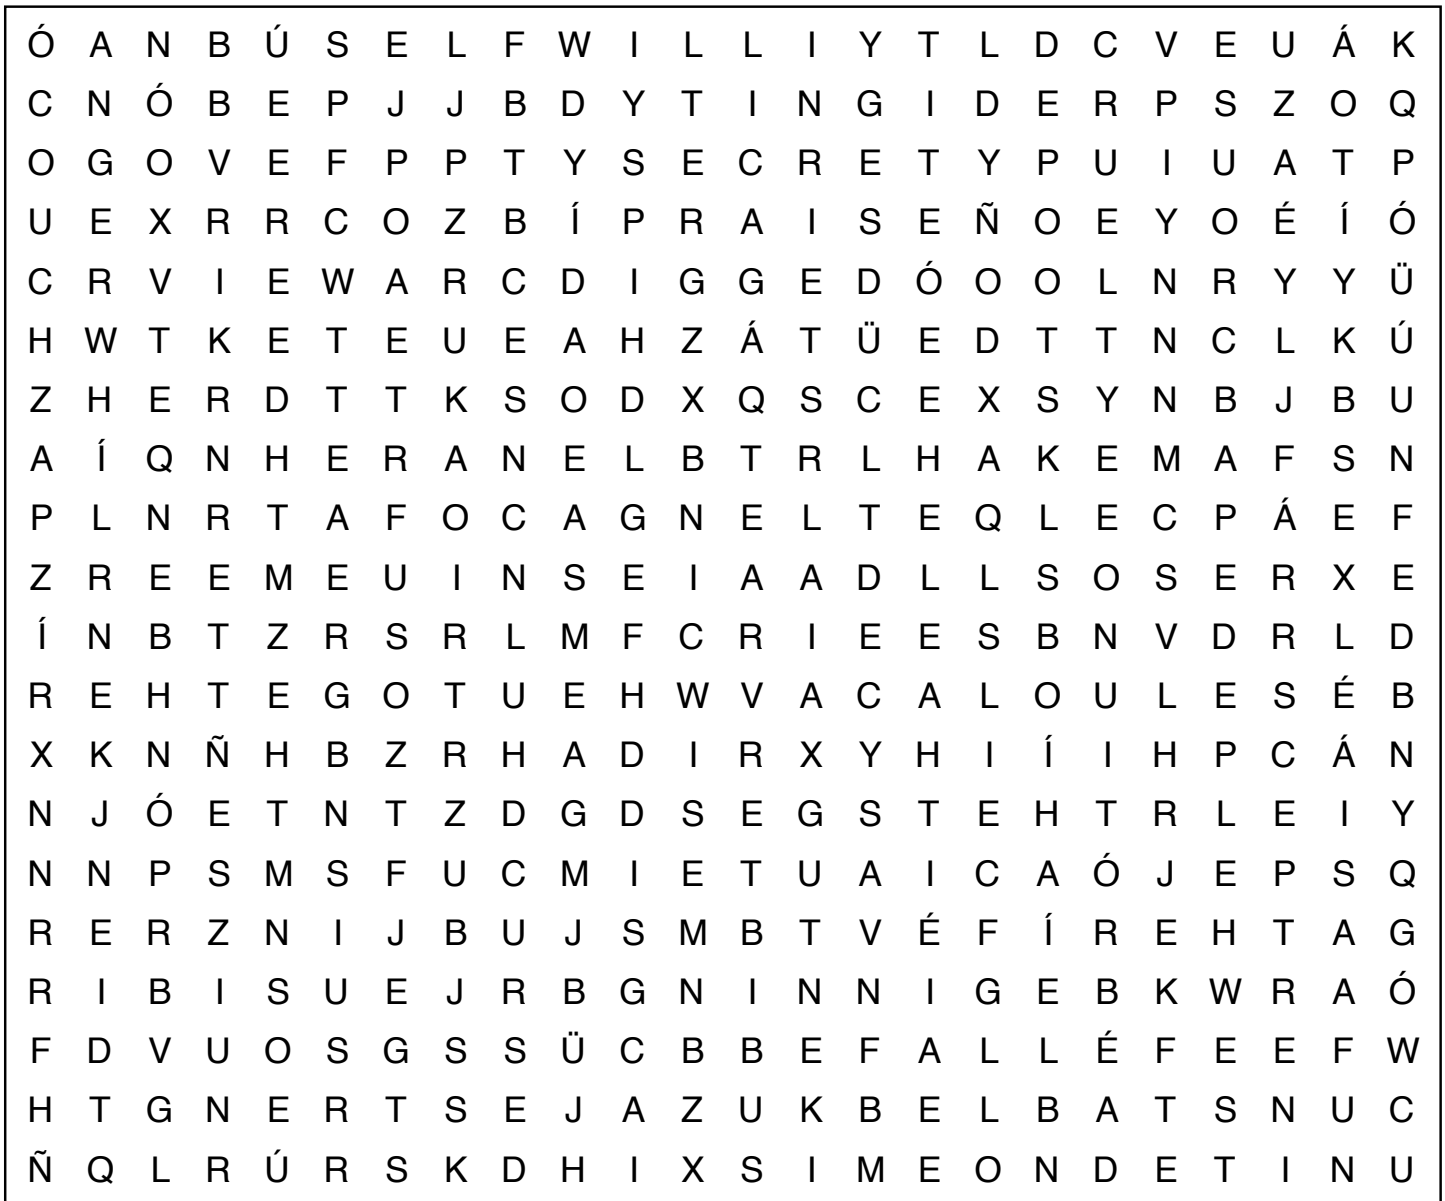 Ó A N B Ú S E L F W I L L I Y T L D C V E U Á K
C N Ó B E P J J B D Y T I N G I D E R P S Z O Q
O G O V E F P P T Y S E C R E T Y P U I U A T P
U E X R R C O Z B Í P R A I S E Ñ O E Y O É Í Ó
C R V I E W A R C D I G G E D Ó O O L N R Y Y Ü
H W T K E T E U E A H Z Á T Ü E D T T N C L K Ú
Z H E R D T T K S O D X Q S C E X S Y N B J B U
A Í Q N H E R A N E L B T R L H A K E M A F S N
P L N R T A F O C A G N E L T E Q L E C P Á E F
Z R E E M E U I N S E I A A D L L S O S E R X E
Í N B T Z R S R L M F C R I E E S B N V D R L D
R E H T E G O T U E H W V A C A L O U L E S É B
X K N Ñ H B Z R H A D I R X Y H I Í I H P C Á N
N J Ó E T N T Z D G D S E G S T E H T R L E I Y
N N P S M S F U C M I E T U A I C A Ó J E P S Q
R E R Z N I J B U J S M B T V É F Í R E H T A G
R I B I S U E J R B G N I N N I G E B K W R A Ó
F D V U O S G S S Ü C B B E F A L L É F E E F W
H T G N E R T S E J A Z U K B E L B A T S N U C
Ñ Q L R Ú R S K D H I X S I M E O N D E T I N U